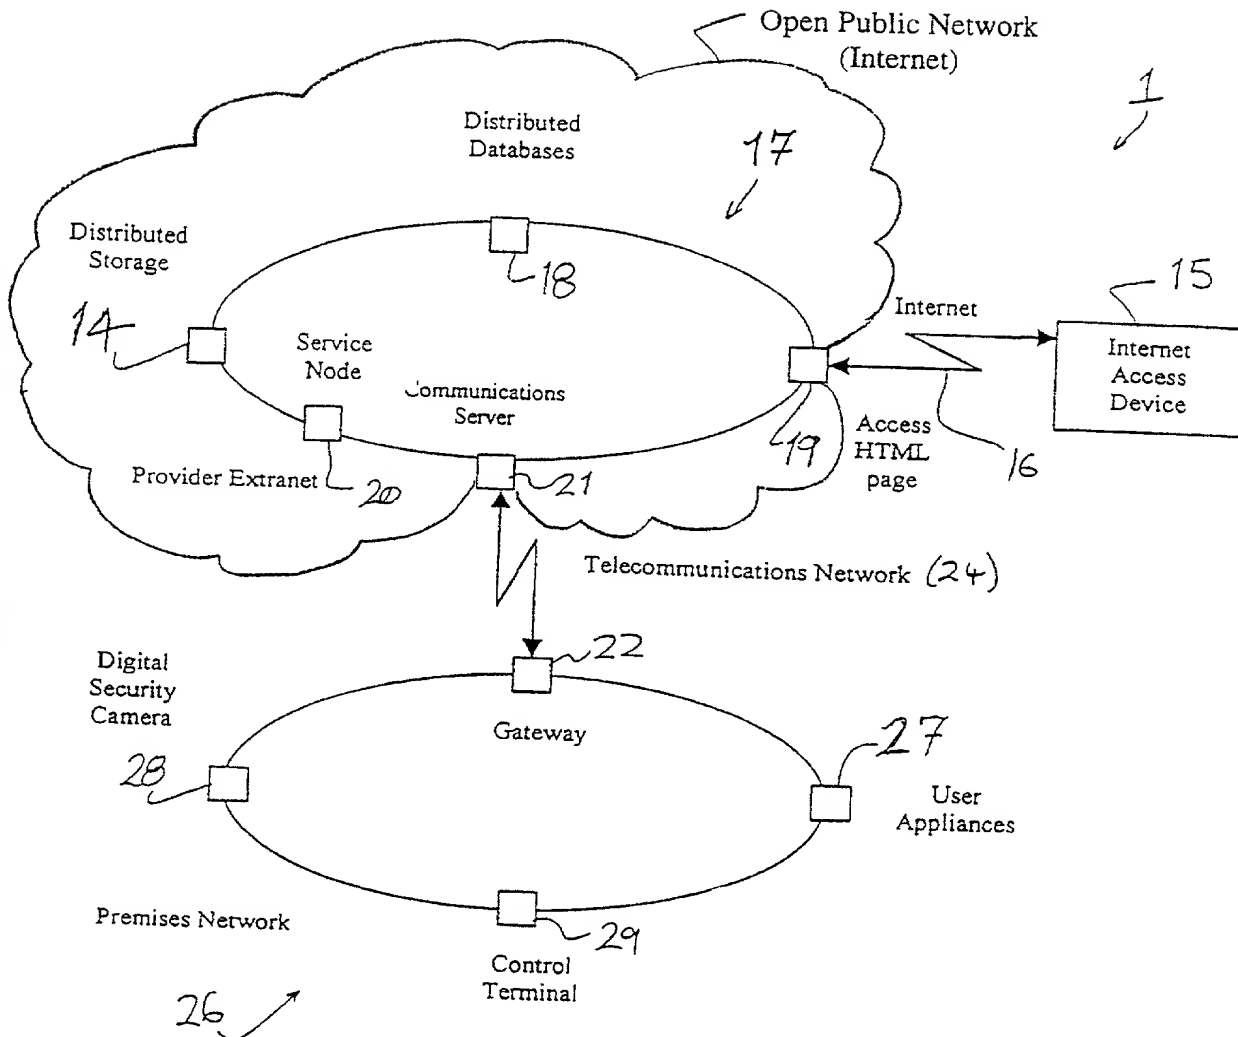 Open Public Network
(Internet)
1
Distributed
Databases
17
Distributed
Storage
18
14
Service
Node
Communications
Server
Internet
15
Internet
Access
Device
19
Access
HTML
page
16
Provider Extranet
20
21
Telecommunications Network (24)
22
Digital
Security
Camera
Gateway
28
27
User
Appliances
Premises Network
29
Control
Terminal
26